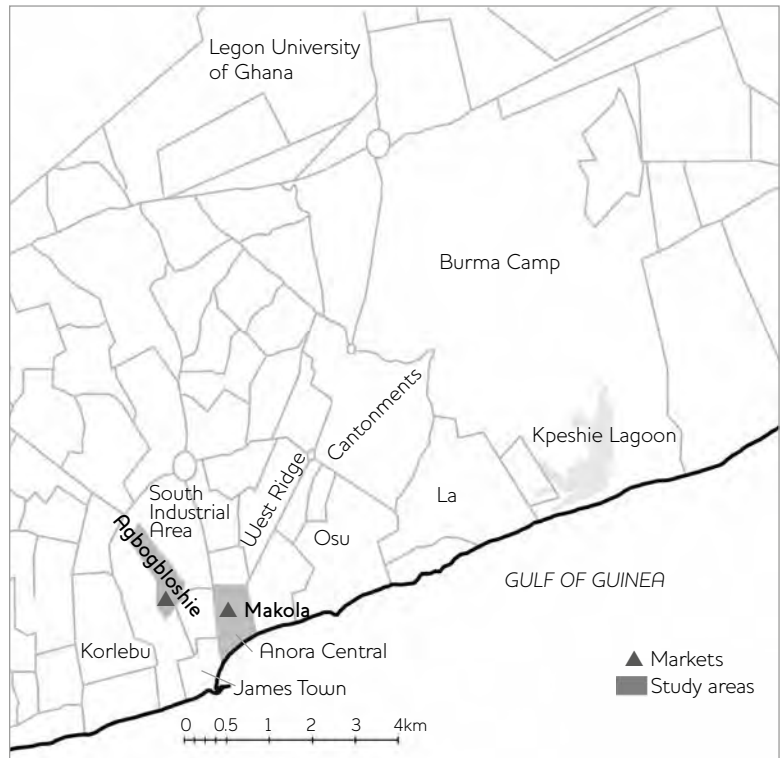 Legon University
of Ghana
Burma Camp
Cantonments
Kpeshie Lagoon
West Ridge
La
South
Industrial
Area
Osu
Agbogbloshie
GULF OF GUINEA
Makola
Korlebu
Anora Central
James Town
Markets
Study areas
0 0.5 1 2 3 4km